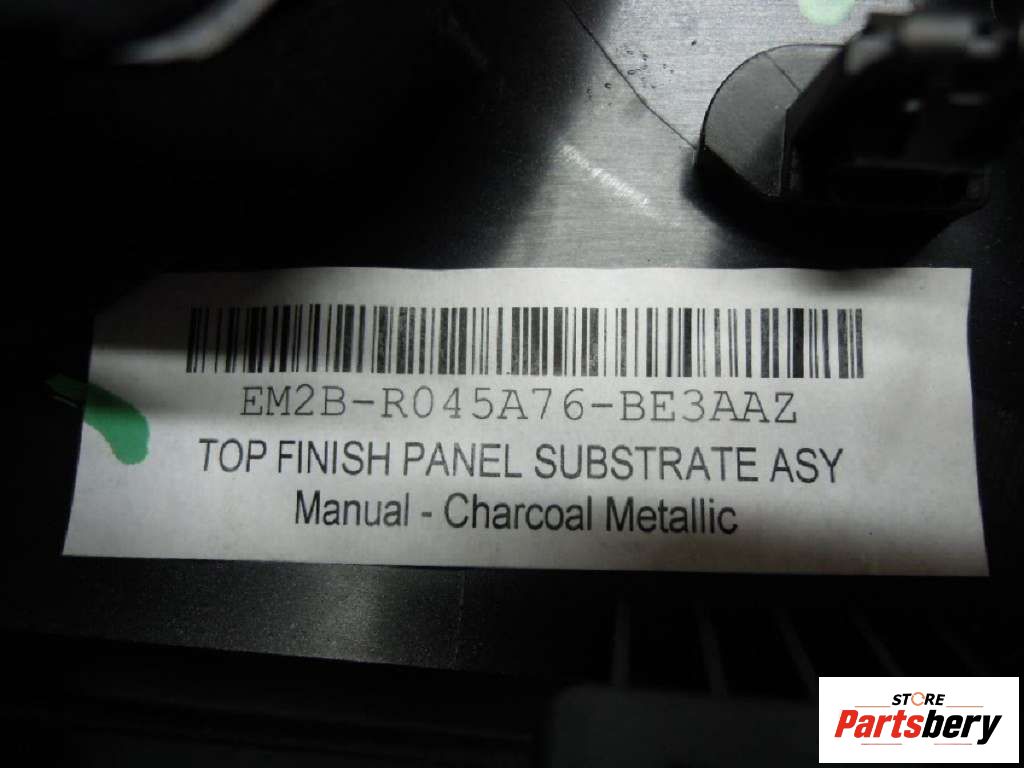 EM2B-R045A76-BE3AAZ
TOP FINISH PANEL SUBSTRATE ASY
Manual - Charcoal Metallic
STORE
Partsbery